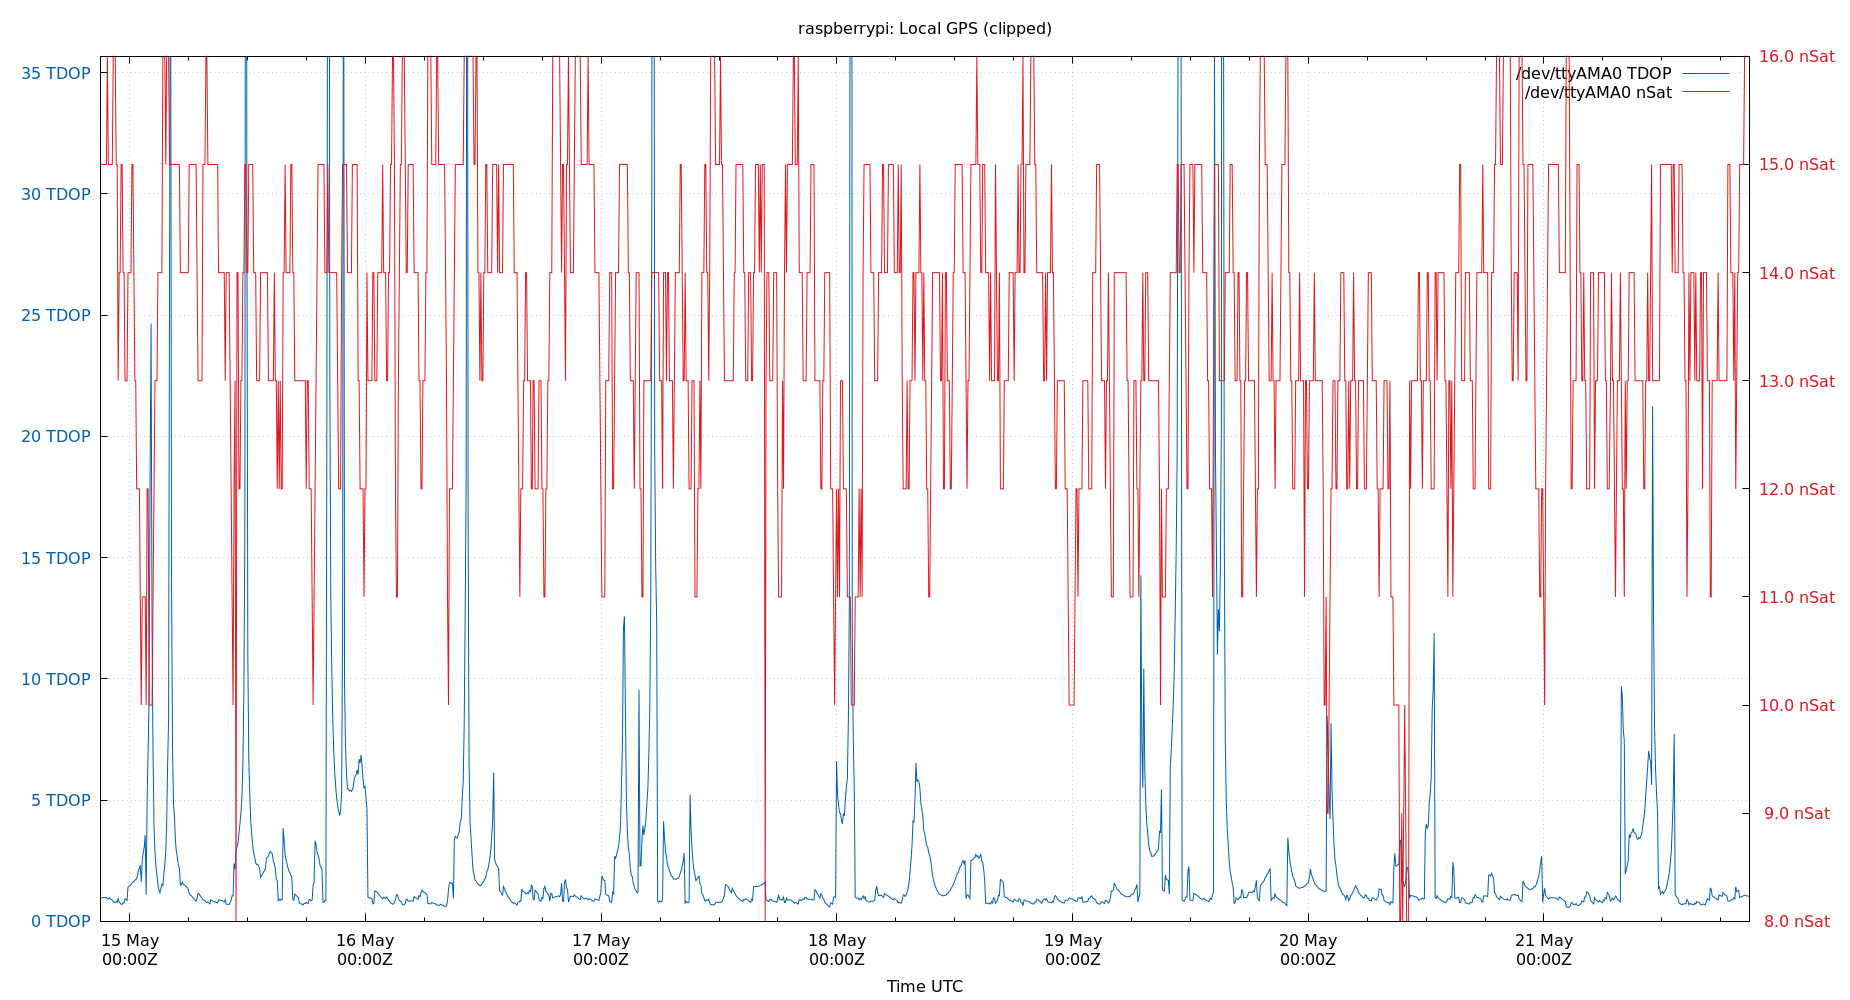 raspberrypi: Local GPS (clipped)
/dev/ttyAMA0 TDOP
/dev/ttyAMA0 nSat
35 TDOP
30 TDOP
25 TDOP
20 TDOP
15 TDOP
10 TDOP
5 TDOP
0 TDOP
16.0 nSat
15.0 nSat
14.0 nSat
13.0 nSat
12.0 nSat
11.0 nSat
10.0 nSat
9.0 nSat
8.0 nSat
15 May
00:00Z
16 May
00:00Z
17 May
00:00Z
18 May
00:00Z
19 May
00:00Z
20 May
00:00Z
21 May
00:00Z
Time UTC